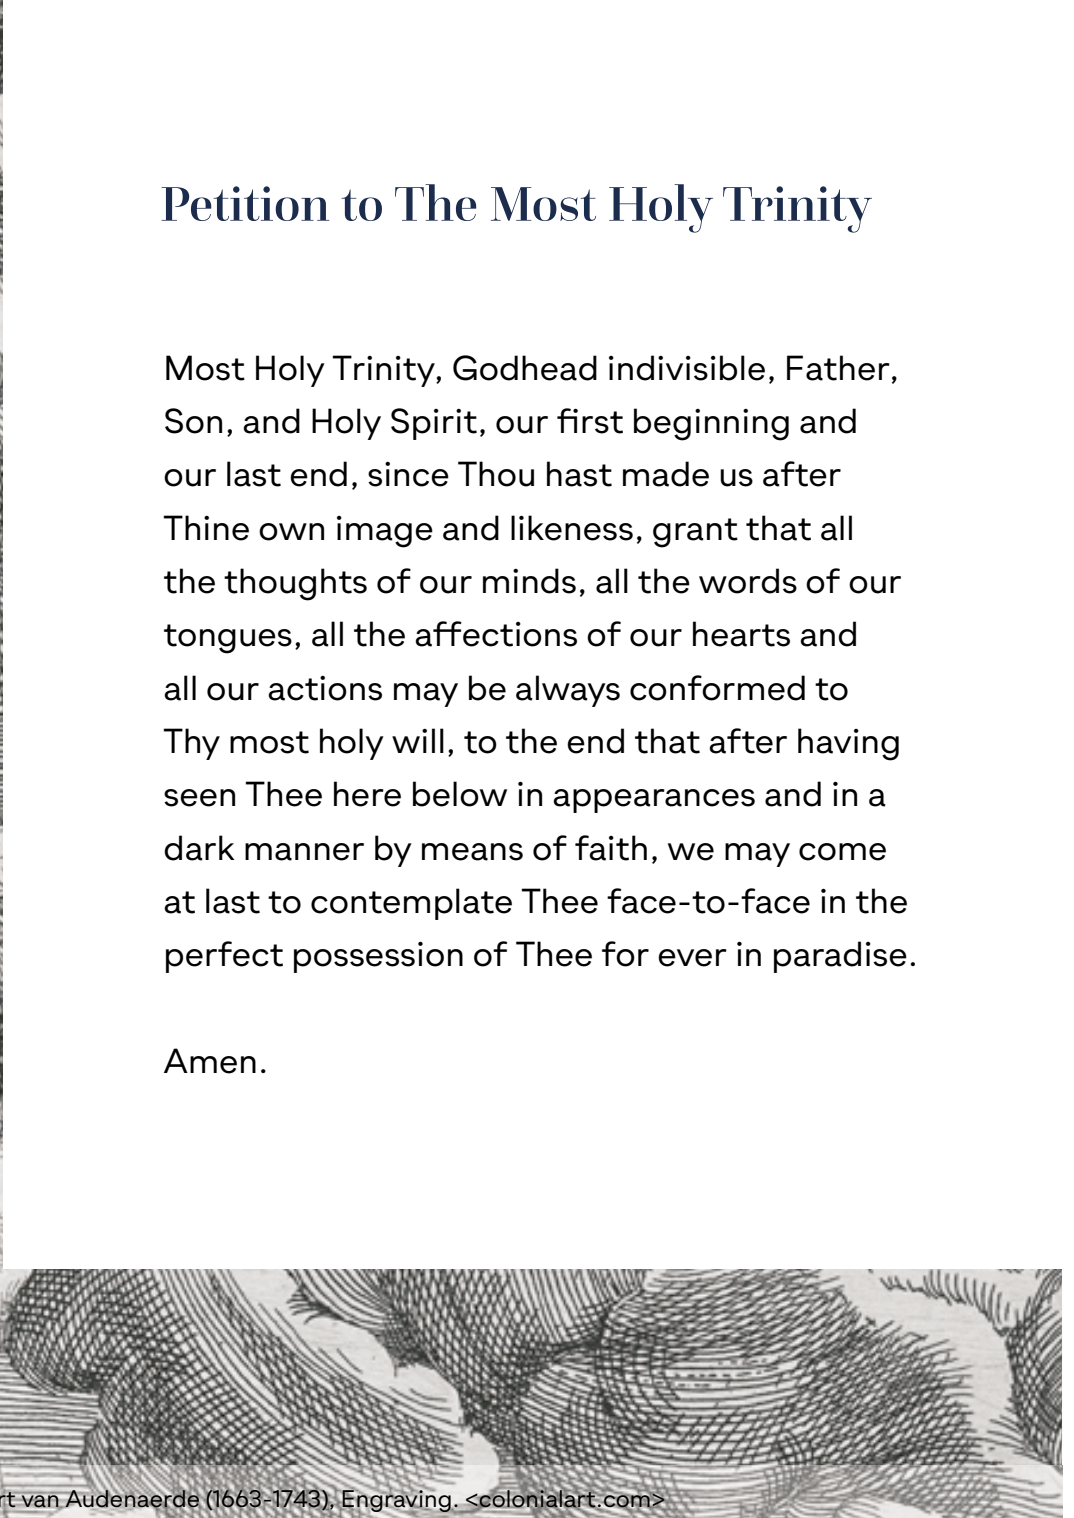 Petition to The Most Holy Trinity
Most Holy Trinity, Godhead indivisible, Father,
Son, and Holy Spirit, our first beginning and
our last end, since Thou hast made us after
Thine own image and likeness, grant that all
the thoughts of our minds, all the words of our
tongues, all the affections of our hearts and
all our actions may be always conformed to
Thy most holy will, to the end that after having
seen Thee here below in appearances and in a
dark manner by means of faith, we may come
at last to contemplate Thee face-to-face in the
perfect possession of Thee for ever in paradise.
Amen.
van Audenaerde (1663-1743), Engraving. <colonialart.com>